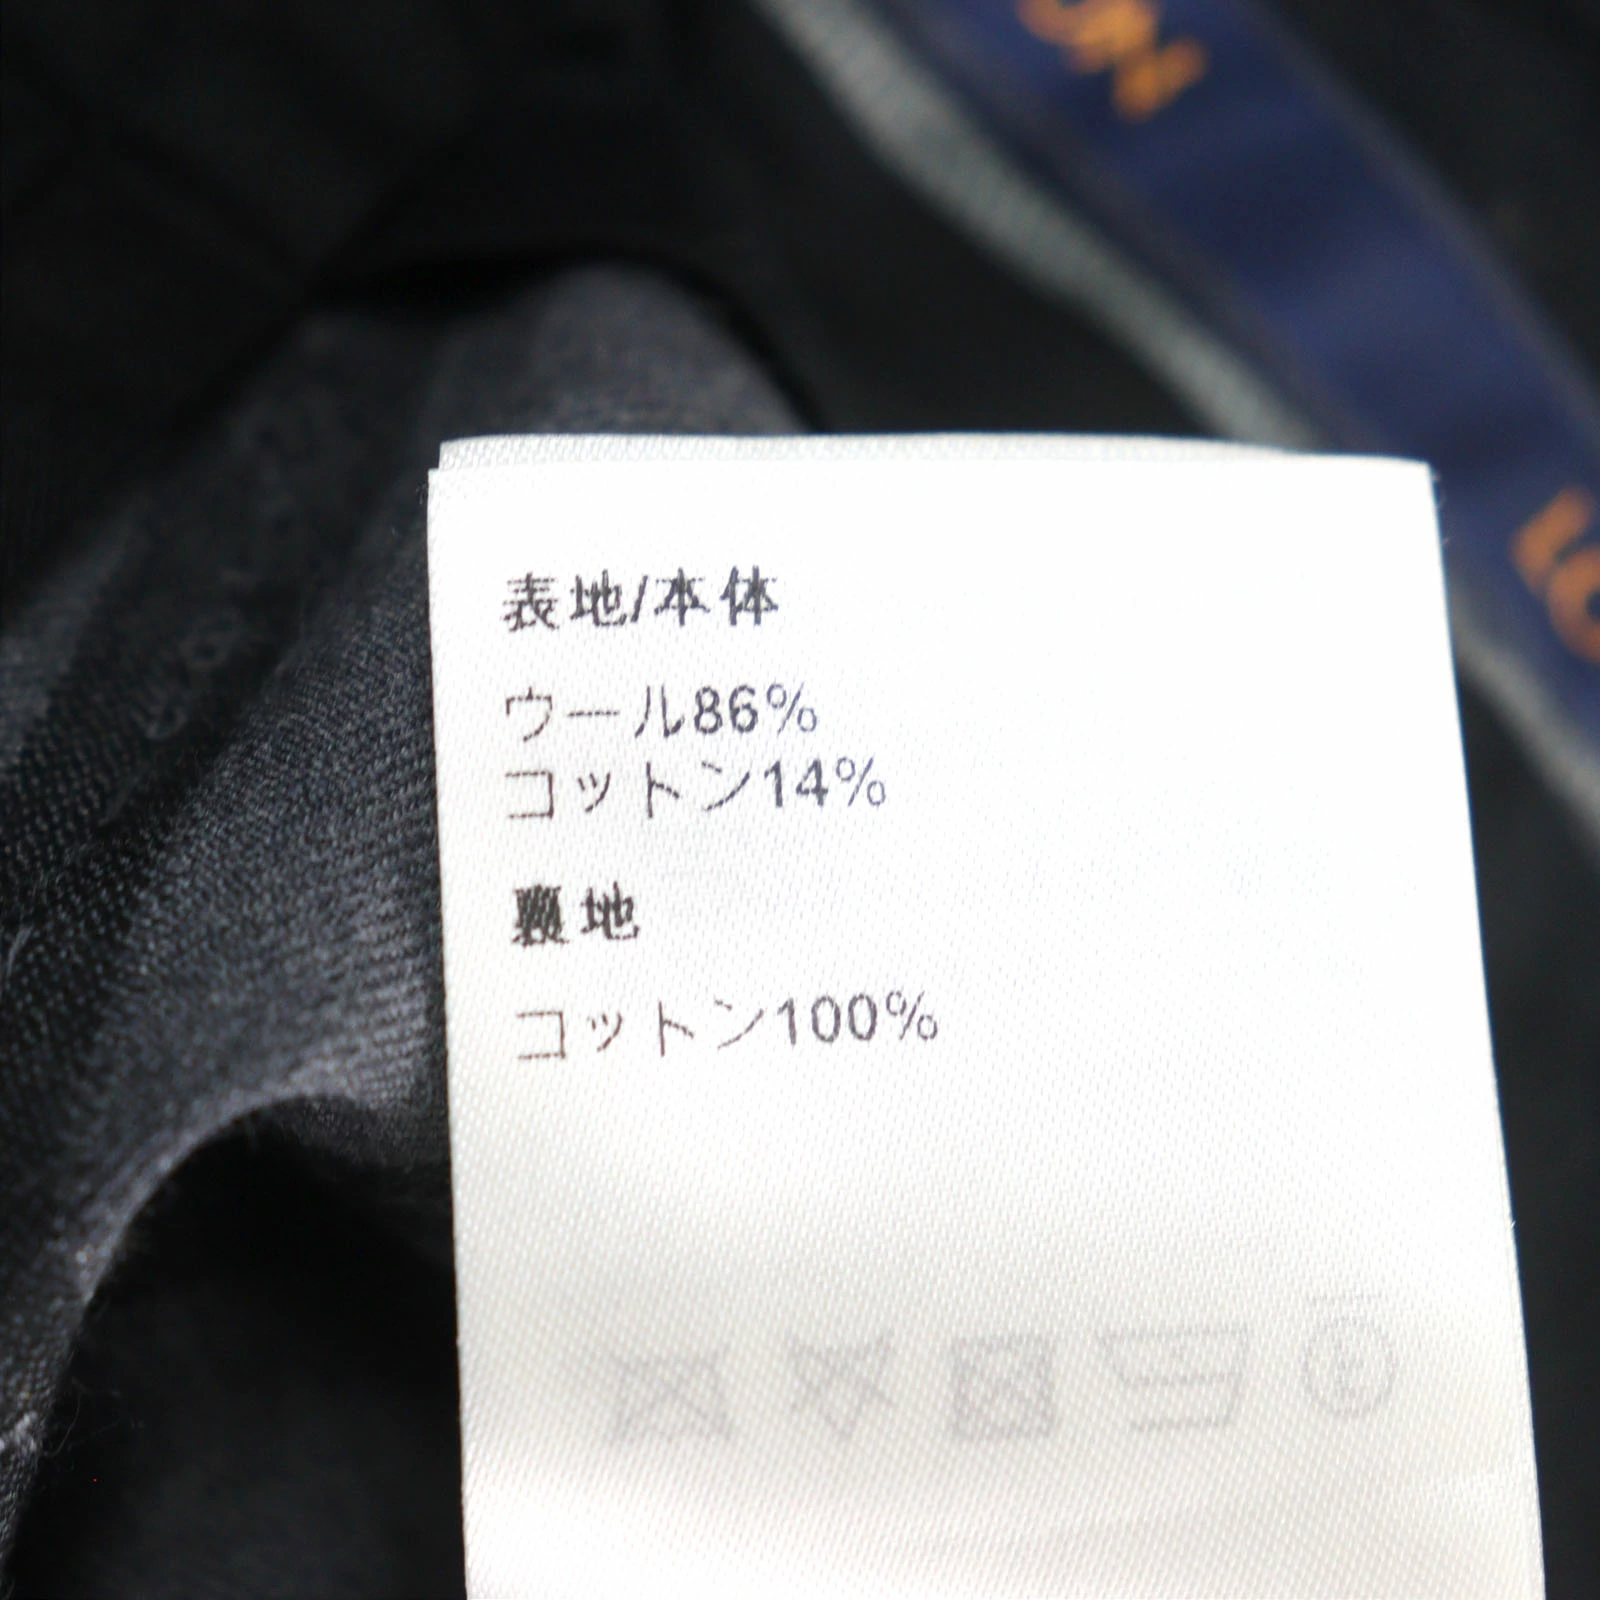 表地/本体
ウール86%
コットン14%
裏地
コットン100%